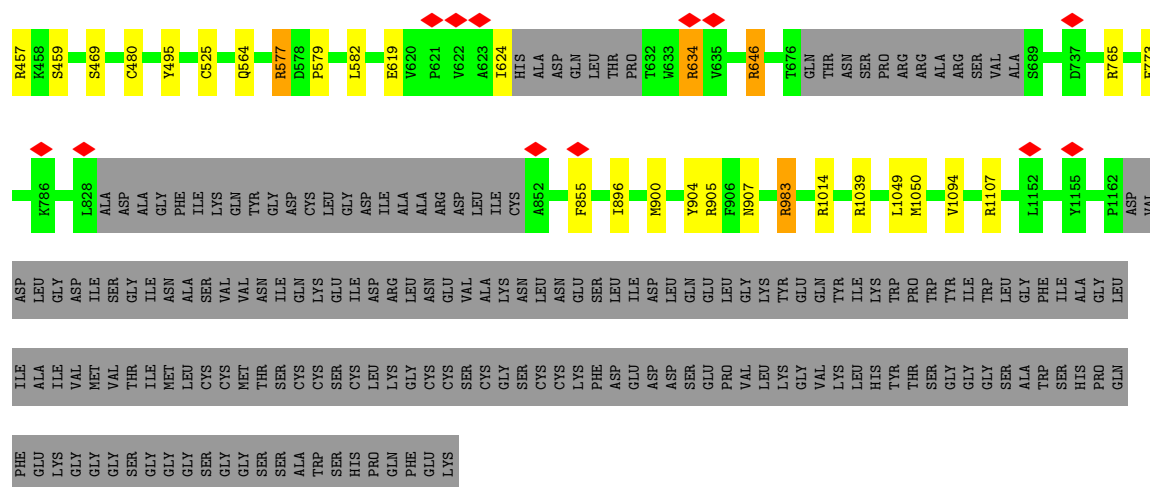 R457 K458 S459 S469 C480 Y495 C525 Q564 R577 D578 P579 L582 E619 V620 P621 V622 A623 I624 HIS ALA ASP GLN LEU THR PRO T632 W633 R634 V635 R646 T676 GLN THR ASN SER PRO ARG ARG ALA ARG SER VAL ALA S689 D737 R765
K786 L828 ALA ASP ALA GLY PHE ILE LYS GLN TYR GLY ASP CYS LEU GLY ASP ILE ALA ALA ARG ASP LEU ILE CYS A852 F855 I896 M900 Y904 R905 F906 N907 R983 R1014 R1039 L1049 M1050 V1094 R1107 L1152 Y1155 P1162 ASP VAL
ASP LEU GLY ASP ILE SER GLY ILE ASN ALA SER VAL VAL ASN ILE GLN LYS GLU ILE ASP ARG LEU ASN GLU VAL ALA LYS ASN LEU ASN GLU SER LEU ILE ASP LEU GLN GLU LEU GLY LYS TYR GLU GLN TYR ILE LYS TRP PRO TRP TYR ILE TRP LEU GLY PHE ILE ALA GLY LEU
ILE ALA ILE VAL MET VAL THR ILE MET LEU CYS CYS MET THR SER CYS CYS SER CYS LEU LYS GLY CYS CYS SER CYS GLY SER CYS CYS LYS PHE ASP GLU ASP ASP SER GLU PRO VAL LEU LYS GLY VAL LYS LEU HIS TYR THR SER GLY GLY GLY SER ALA TRP SER HIS PRO GLN
PHE GLU LYS GLY GLY GLY SER GLY GLY GLY SER GLY GLY SER SER ALA TRP SER HIS PRO GLN PHE GLU LYS